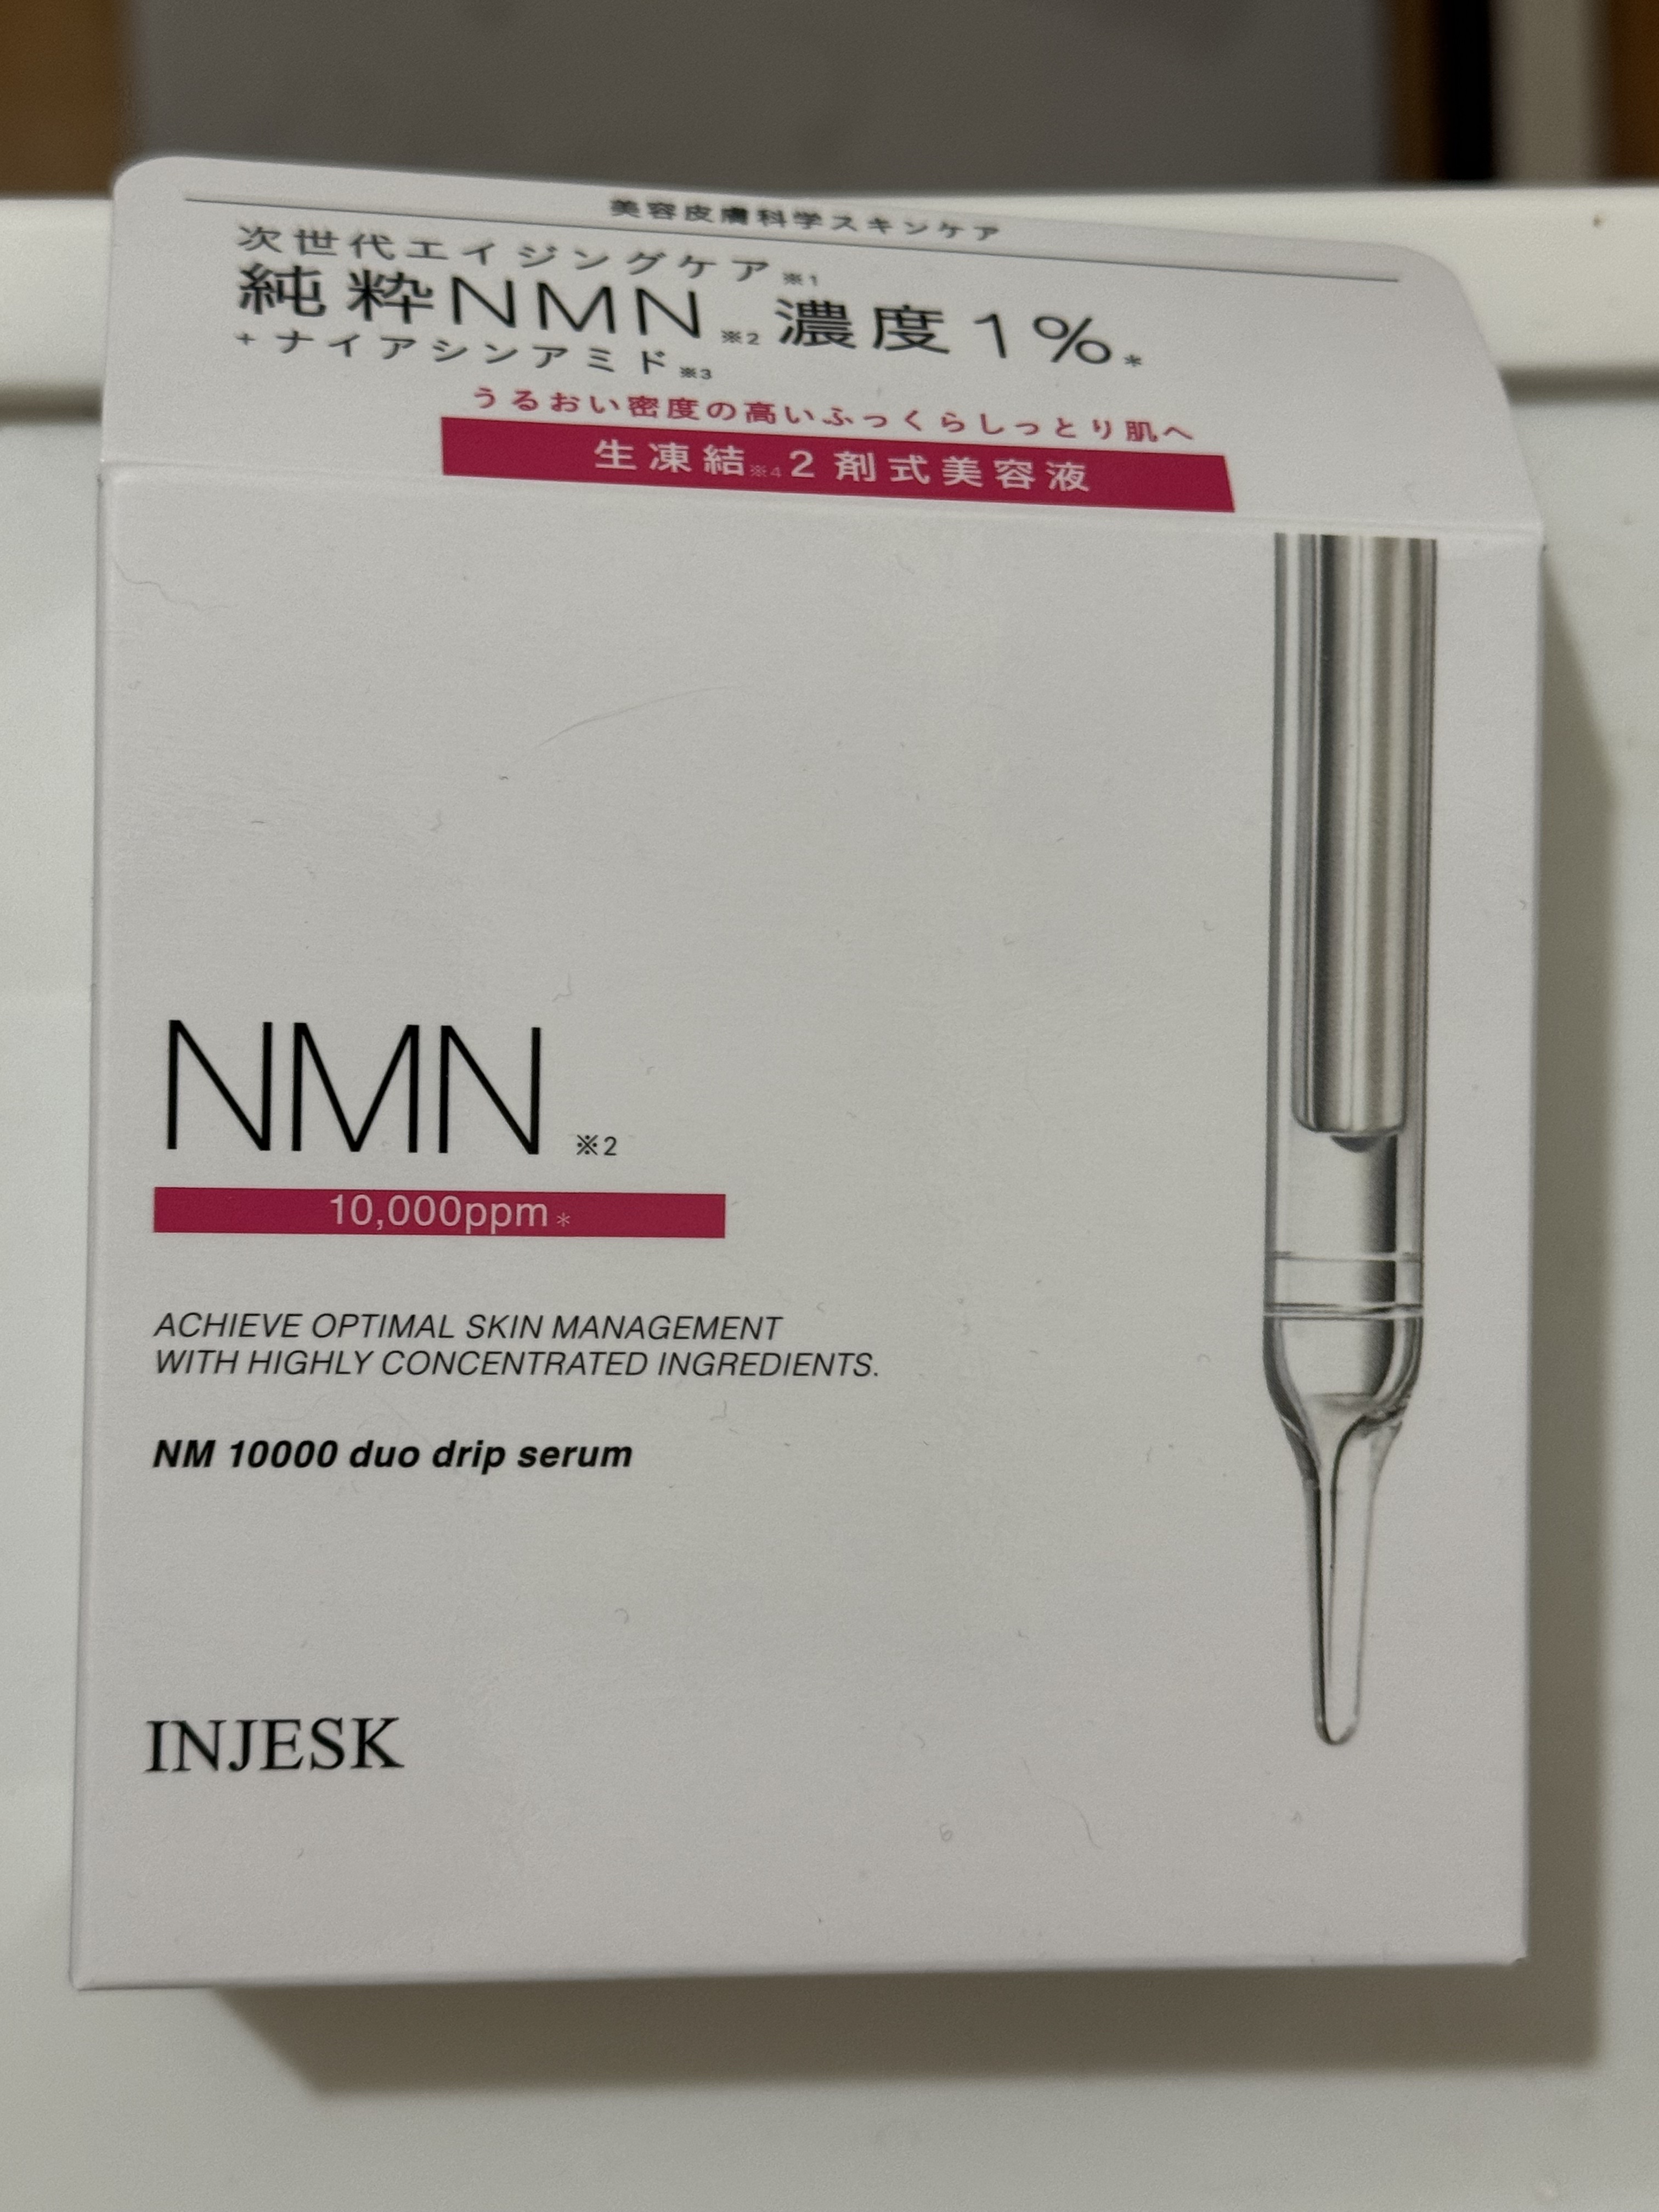 美容皮膚科学スキンケア
次世代エイジングケア※1
純粋NMN※2濃度1%*
+ナイアシンアミド※3
うるおい密度の高いふっくらしっとり肌へ
生凍結※4 2剤式美容液
NMN※2
10,000ppm*
ACHIEVE OPTIMAL SKIN MANAGEMENT
WITH HIGHLY CONCENTRATED INGREDIENTS.
NM 10000 duo drip serum
INJESK